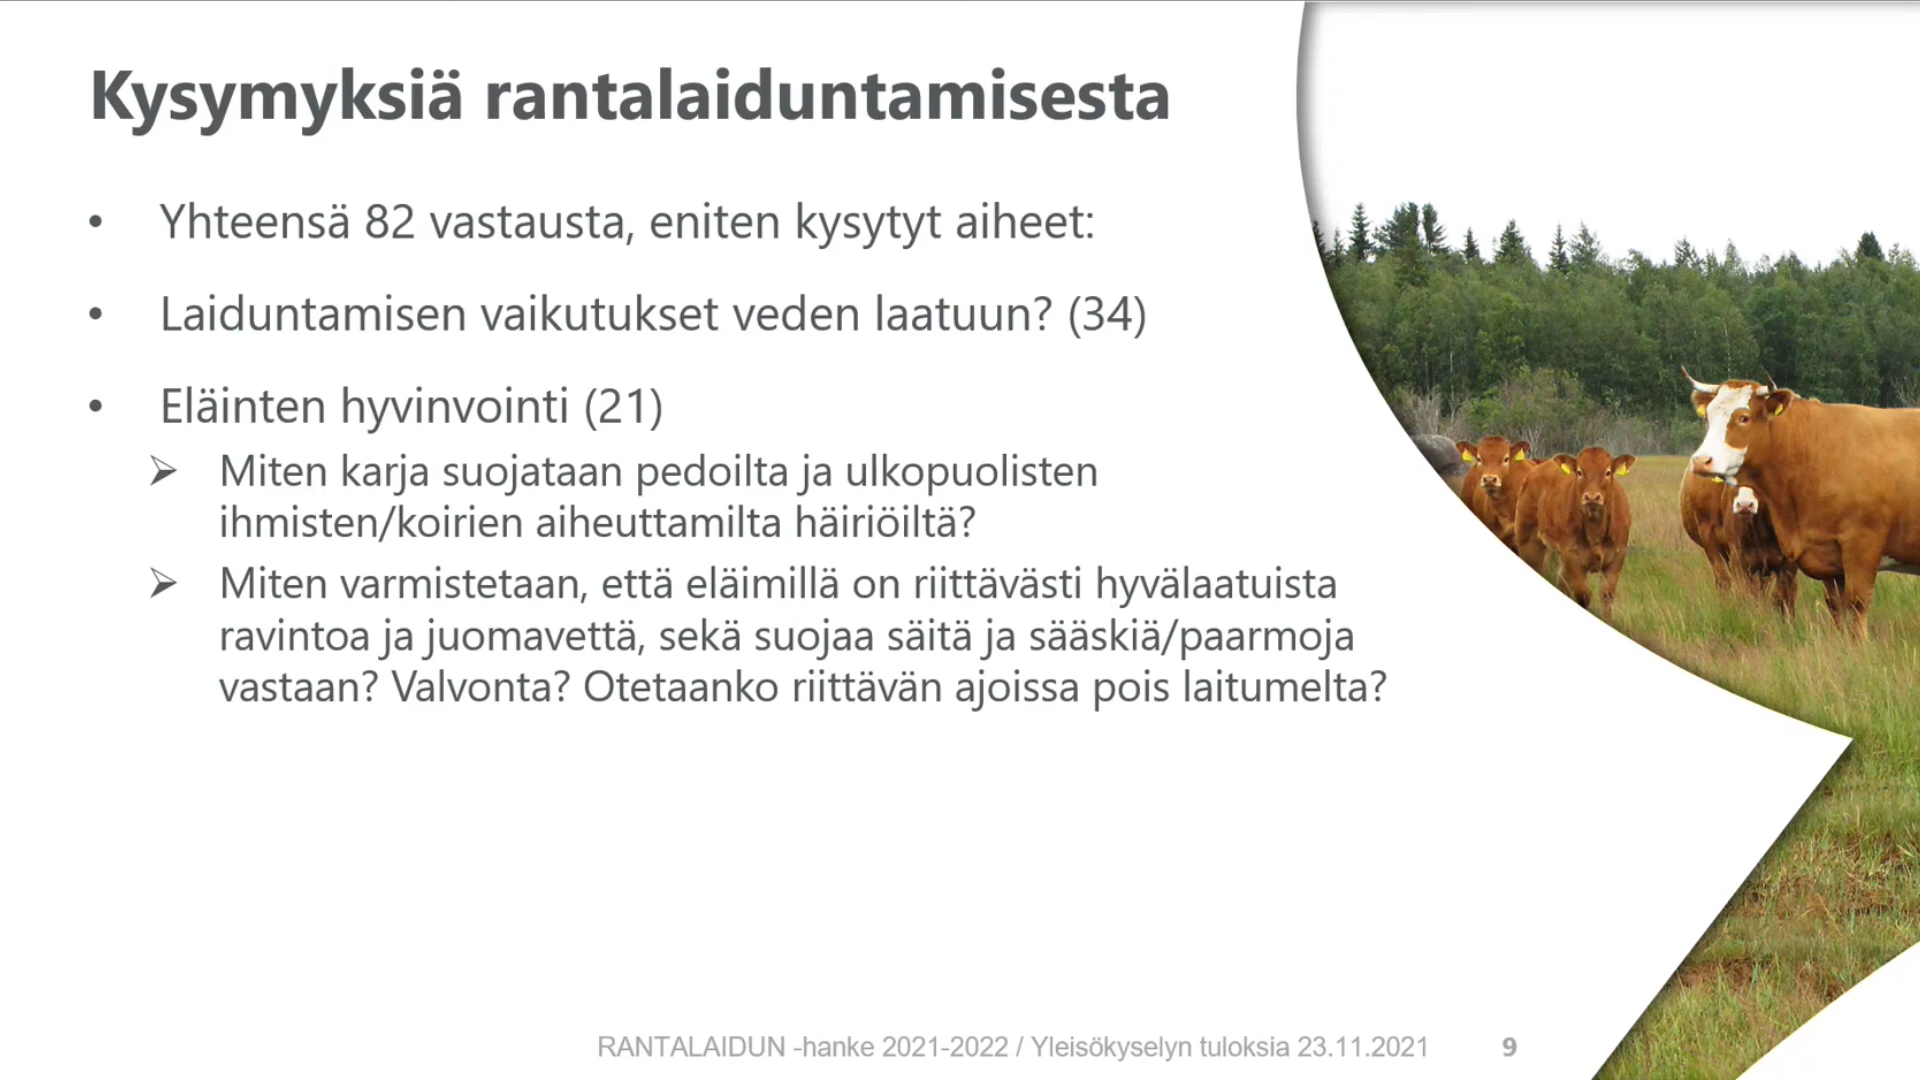 Kysymyksiä rantalaiduntamisesta
• Yhteensä 82 vastausta, eniten kysytyt aiheet:
• Laiduntamisen vaikutukset veden laatuun? (34)
• Eläinten hyvinvointi (21)
➢ Miten karja suojataan pedoilta ja ulkopuolisten
ihmisten/koirien aiheuttamilta häiriöiltä?
➢ Miten varmistetaan, että eläimillä on riittävästi hyvälaatuista
ravintoa ja juomavettä, sekä suojaa säitä ja sääskiä/paarmoja
vastaan? Valvonta? Otetaanko riittävän ajoissa pois laitumelta?
RANTALAIDUN -hanke 2021-2022 / Yleisökyselyn tuloksia 23.11.2021 9